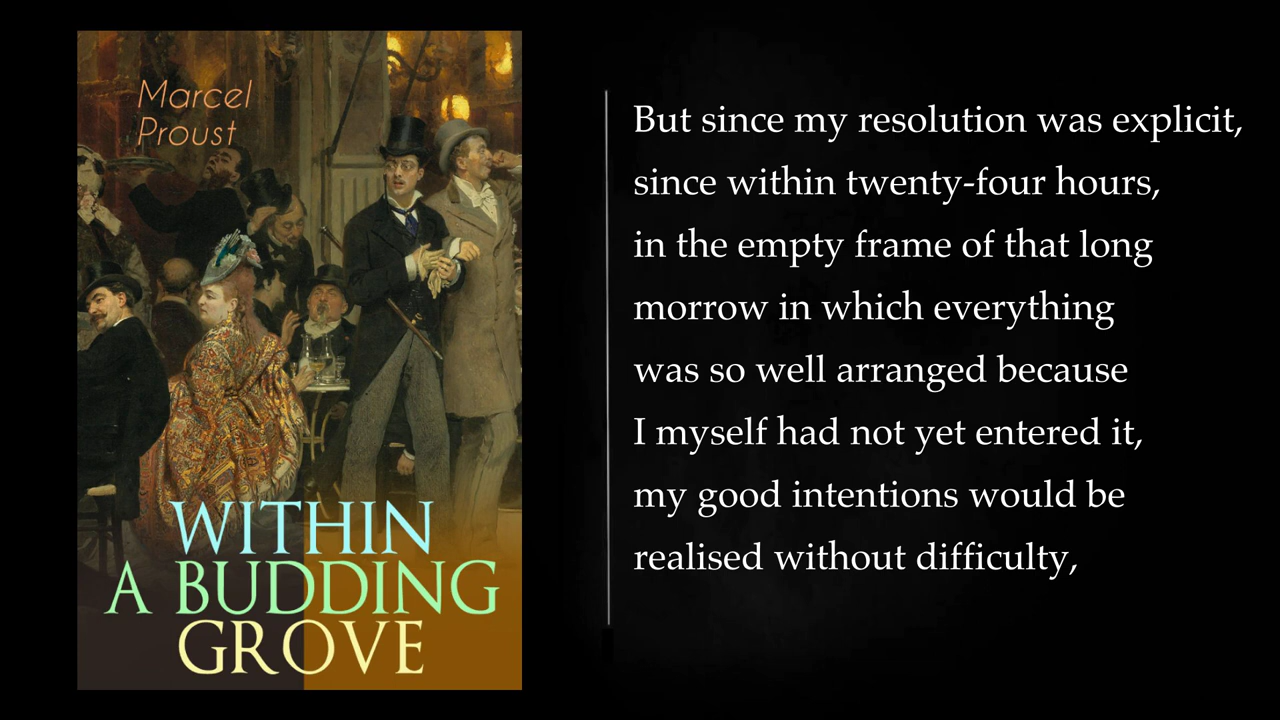 Marcel
Proust
WITHIN
A BUDDING
GROVE
But since my resolution was explicit,
since within twenty-four hours,
in the empty frame of that long
morrow in which everything
was so well arranged because
I myself had not yet entered it,
my good intentions would be
realised without difficulty,